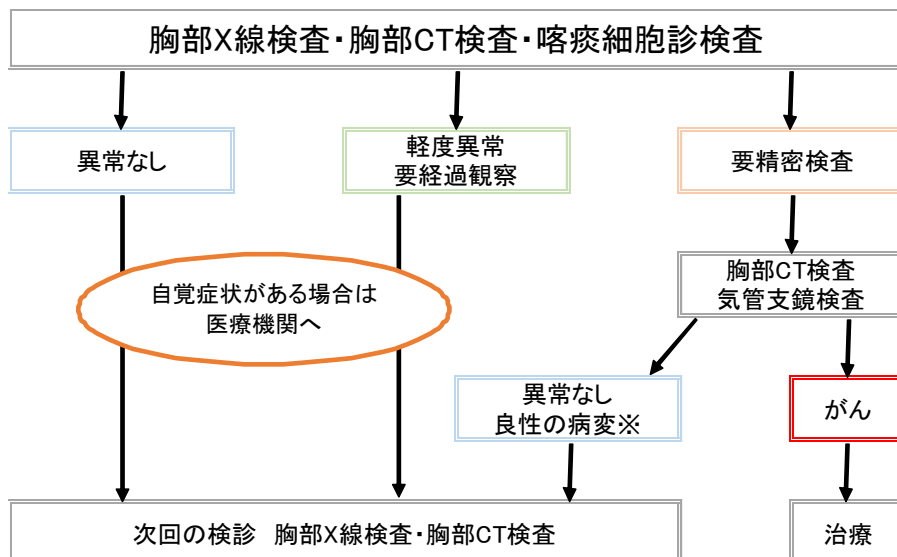 胸部X線検査・胸部CT検査・喀痰細胞診検査
異常なし
軽度異常
要経過観察
要精密検査
自覚症状がある場合は
医療機関へ
胸部CT検査
気管支鏡検査
異常なし
良性の病変※
がん
次回の検診 胸部X線検査・胸部CT検査
治療